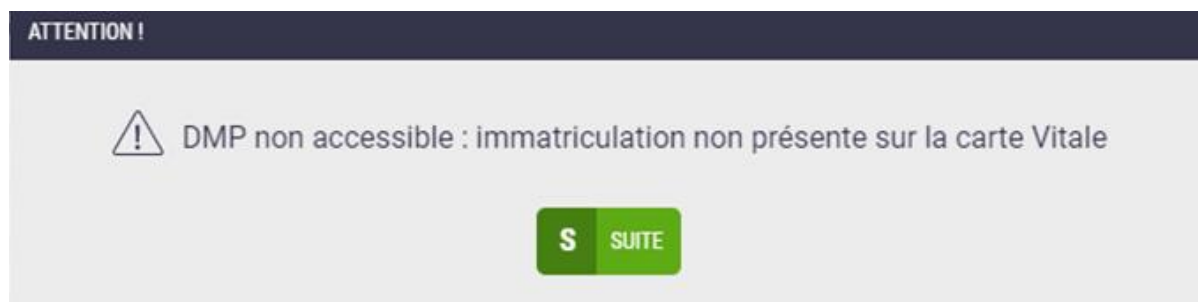 ATTENTION !
DMP non accessible : immatriculation non présente sur la carte Vitale
S SUITE